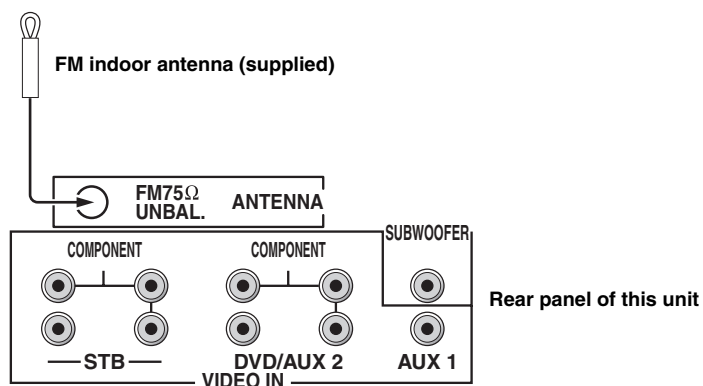 FM indoor antenna (supplied)
FM75Ω
UNBAL.
ANTENNA
SUBWOOFER
COMPONENT
COMPONENT
Rear panel of this unit
STB
DVD/AUX 2
AUX 1
VIDEO IN